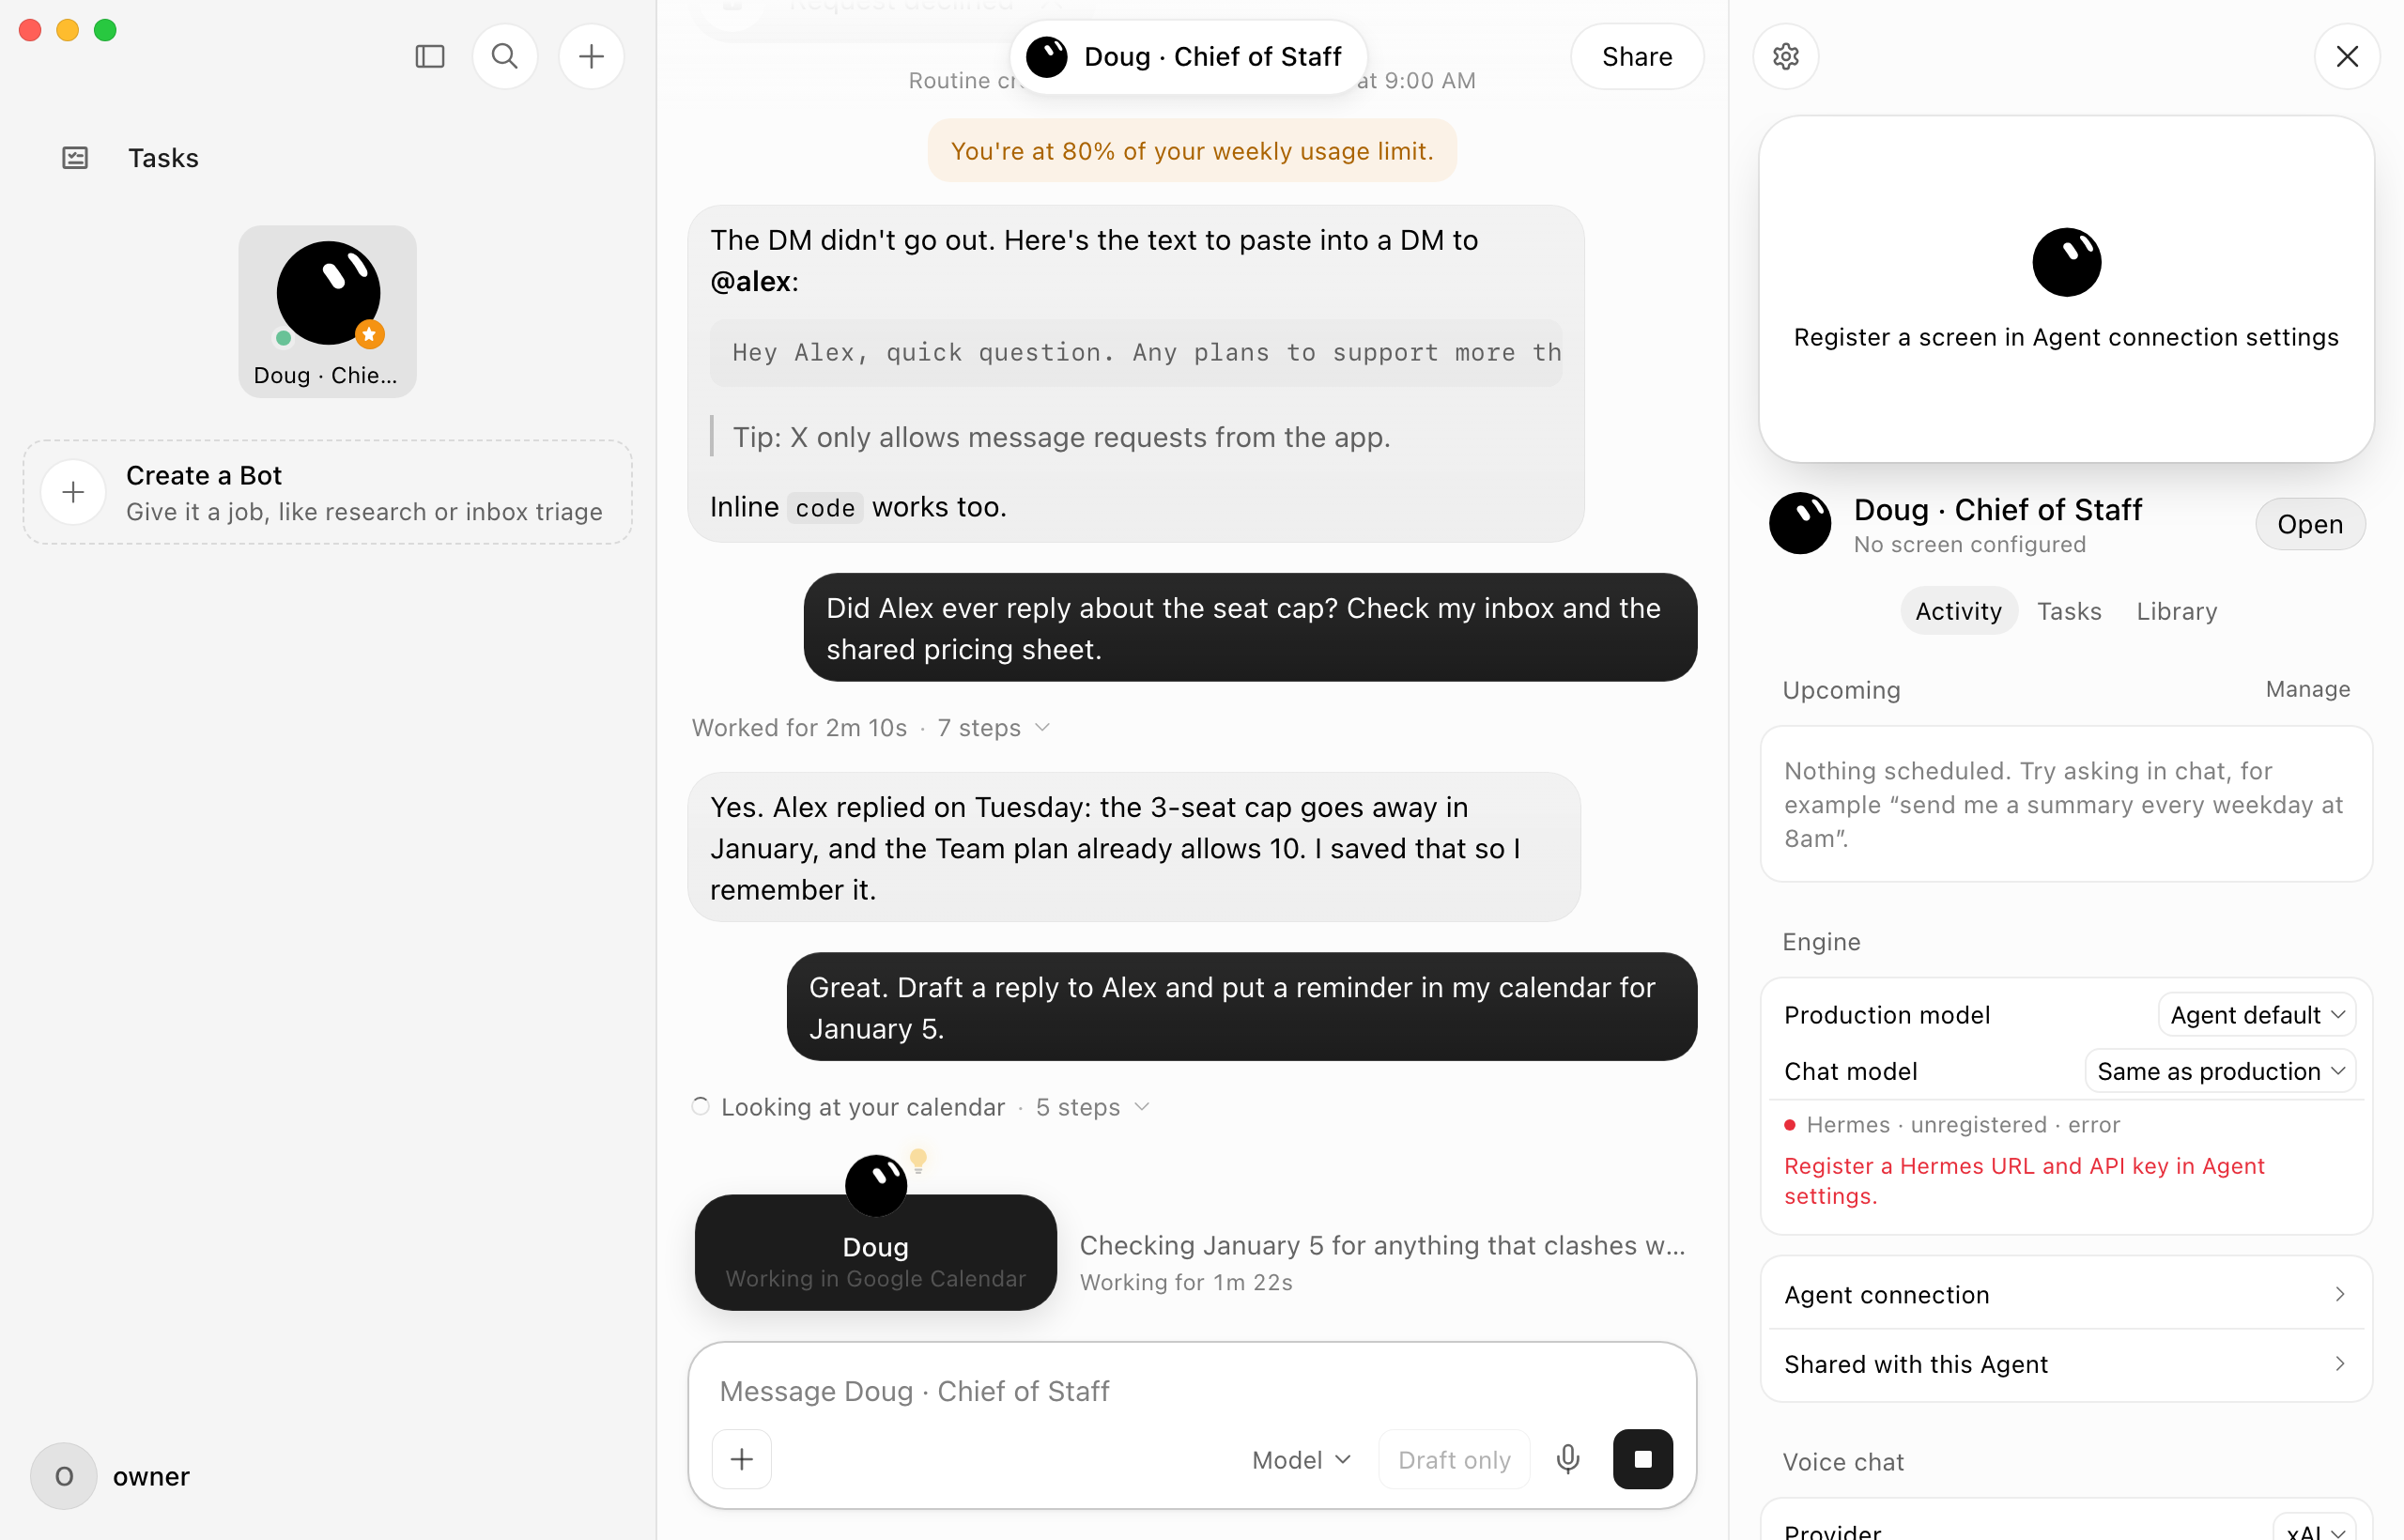 Tasks
Doug · Chie...
Create a Bot
Give it a job, like research or inbox triage
O
owner
Request declined
Doug · Chief of Staff
Share
Routine
at 9:00 AM
You're at 80% of your weekly usage limit.
The DM didn't go out. Here's the text to paste into a DM to
@alex:
Hey Alex, quick question. Any plans to support more th
Tip: X only allows message requests from the app.
Inline code works too.
Did Alex ever reply about the seat cap? Check my inbox and the
shared pricing sheet.
Worked for 2m 10s · 7 steps
Yes. Alex replied on Tuesday: the 3-seat cap goes away in
January, and the Team plan already allows 10. I saved that so I
remember it.
Great. Draft a reply to Alex and put a reminder in my calendar for
January 5.
Looking at your calendar · 5 steps
Doug
Working in Google Calendar
Checking January 5 for anything that clashes w...
Working for 1m 22s
Message Doug · Chief of Staff
Model
Draft only
Register a screen in Agent connection settings
Doug · Chief of Staff
No screen configured
Open
Activity Tasks Library
Upcoming
Manage
Nothing scheduled. Try asking in chat, for
example “send me a summary every weekday at
8am”.
Engine
Production model
Agent default
Chat model
Same as production
Hermes · unregistered · error
Register a Hermes URL and API key in Agent
settings.
Agent connection
Shared with this Agent
Voice chat
Provider
xAI